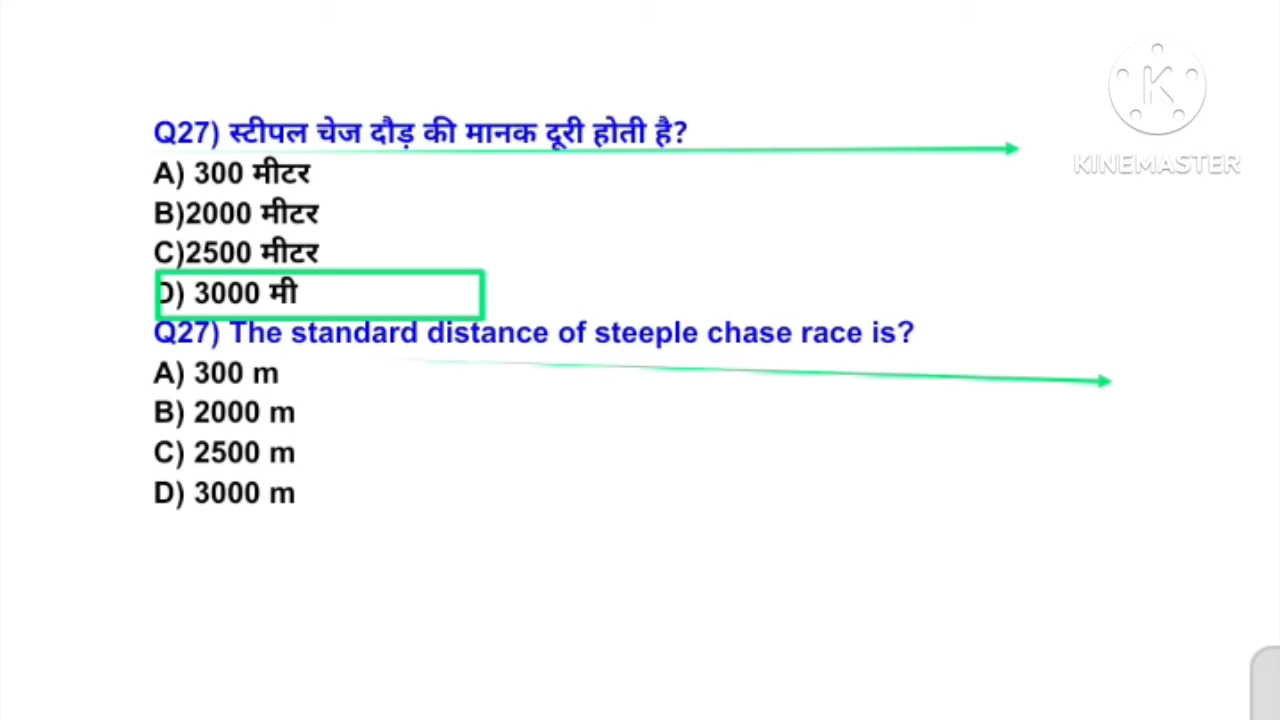 Q27) स्टीपल चेज दौड़ की मानक दूरी होती है?
A) 300 मीटर
B)2000 मीटर
C)2500 मीटर
D) 3000 मी
Q27) The standard distance of steeple chase race is?
A) 300 m
B) 2000 m
C) 2500 m
D) 3000 m
K
KINEMASTER